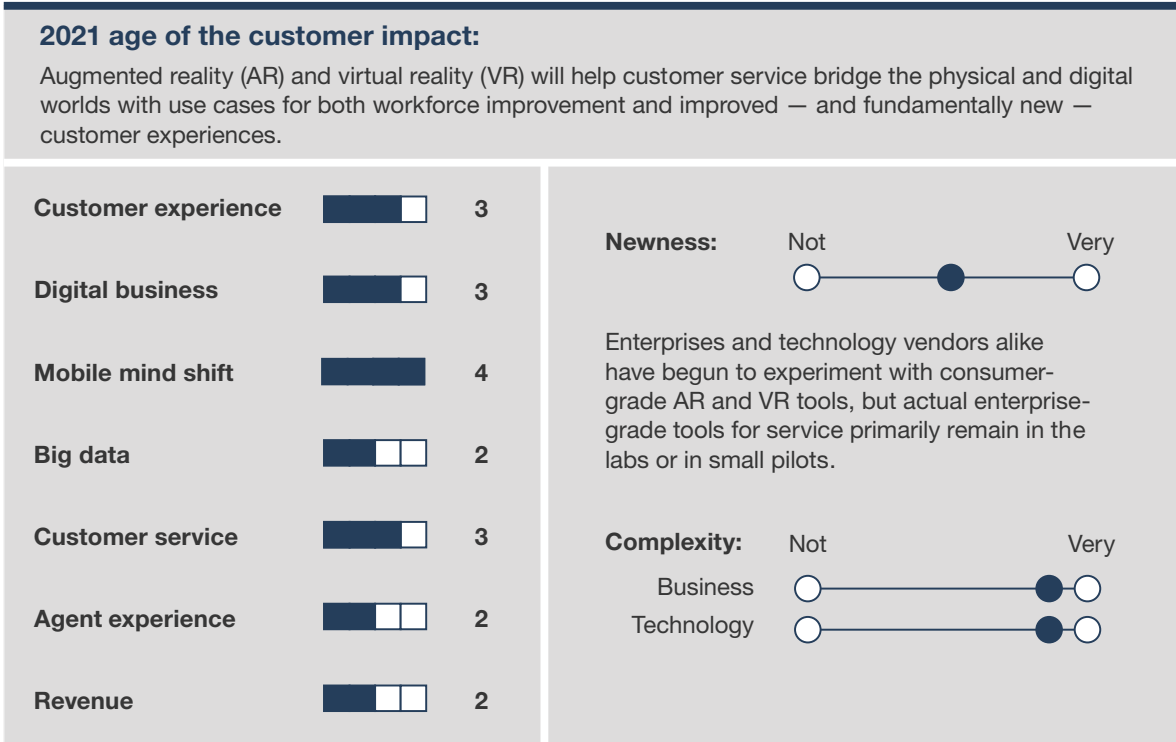 2021 age of the customer impact:
Augmented reality (AR) and virtual reality (VR) will help customer service bridge the physical and digital
worlds with use cases for both workforce improvement and improved — and fundamentally new —
customer experiences.
Customer experience 3
Digital business 3
Mobile mind shift 4
Big data 2
Customer service 3
Agent experience 2
Revenue 2
Newness: Not Very
Enterprises and technology vendors alike
have begun to experiment with consumer-
grade AR and VR tools, but actual enterprise-
grade tools for service primarily remain in the
labs or in small pilots.
Complexity: Not Very
Business
Technology